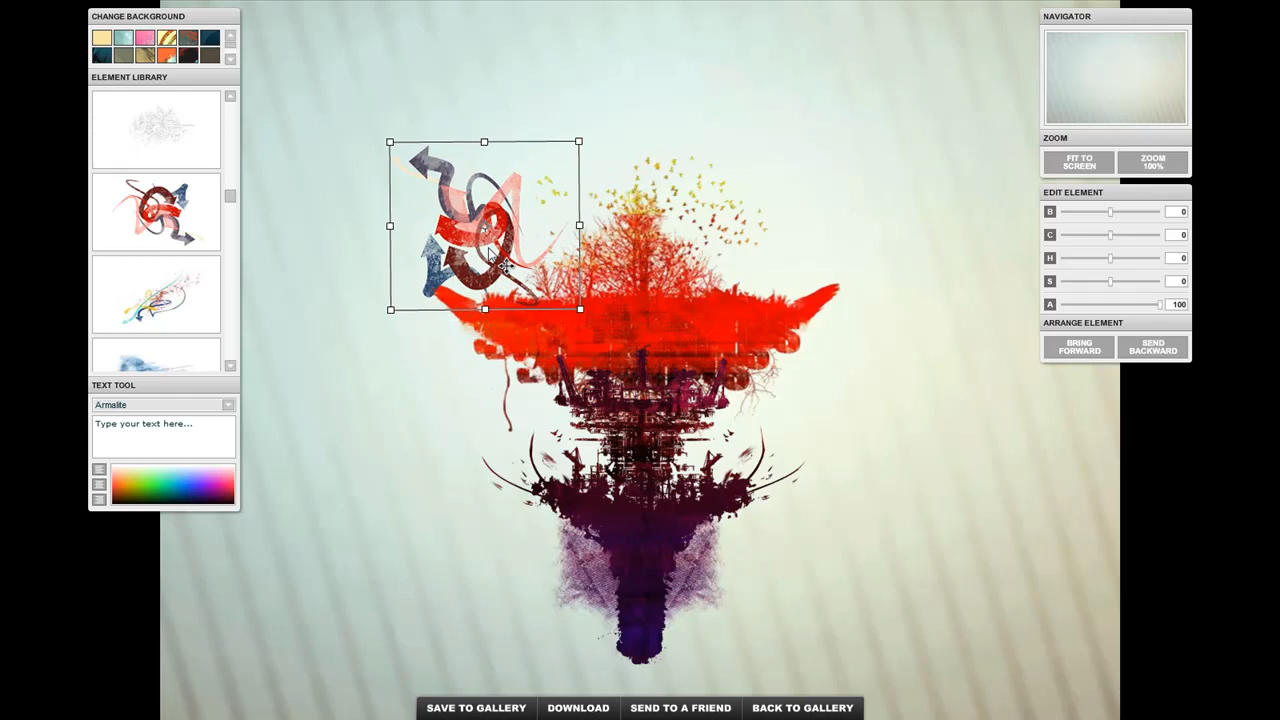 CHANGE BACKGROUND
ELEMENT LIBRARY
TEXT TOOL
Armalite
Type your text here...
NAVIGATOR
ZOOM
FIT TO
SCREEN
ZOOM
100%
EDIT ELEMENT
B 0
C 0
H 0
S 0
A 100
ARRANGE ELEMENT
BRING
FORWARD
SEND
BACKWARD
SAVE TO GALLERY
DOWNLOAD
SEND TO A FRIEND
BACK TO GALLERY